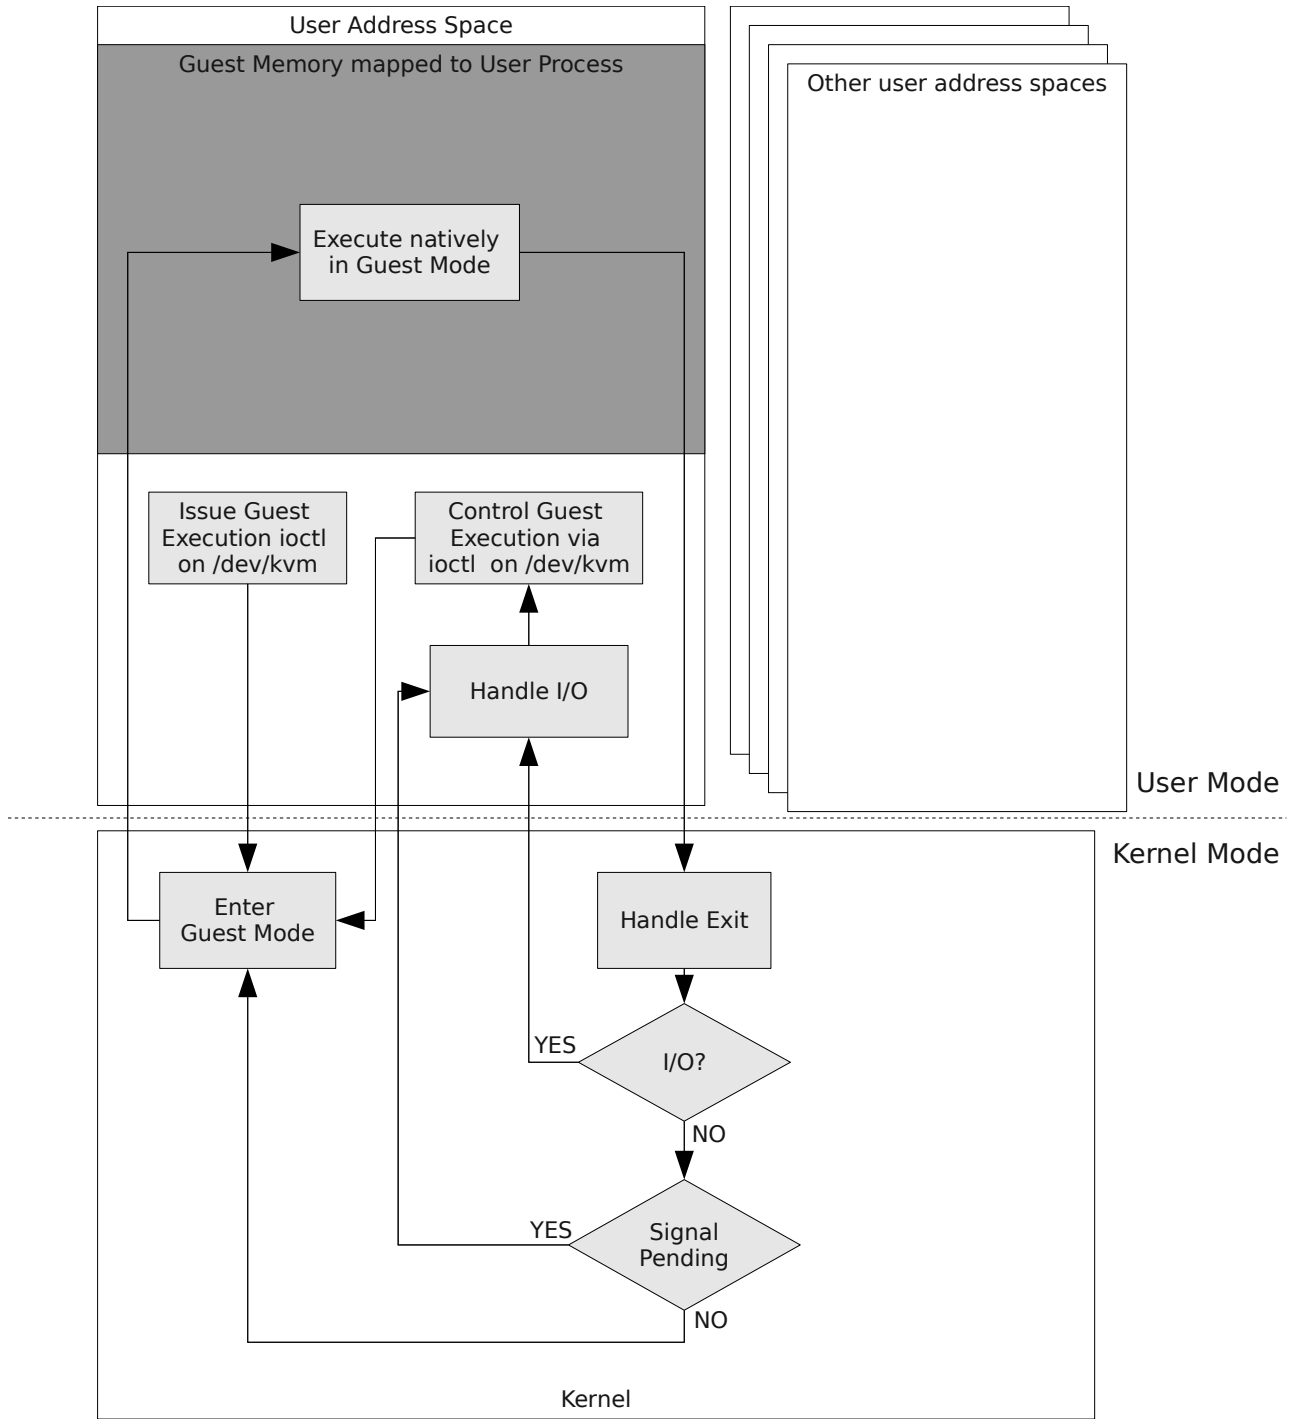 User Address Space
Guest Memory mapped to User Process
Other user address spaces
Execute natively
in Guest Mode
Issue Guest
Execution ioctl
on /dev/kvm
Control Guest
Execution via
ioctl on /dev/kvm
Handle I/O
User Mode
Kernel Mode
Enter
Guest Mode
Handle Exit
YES
I/O?
NO
YES
Signal
Pending
NO
Kernel